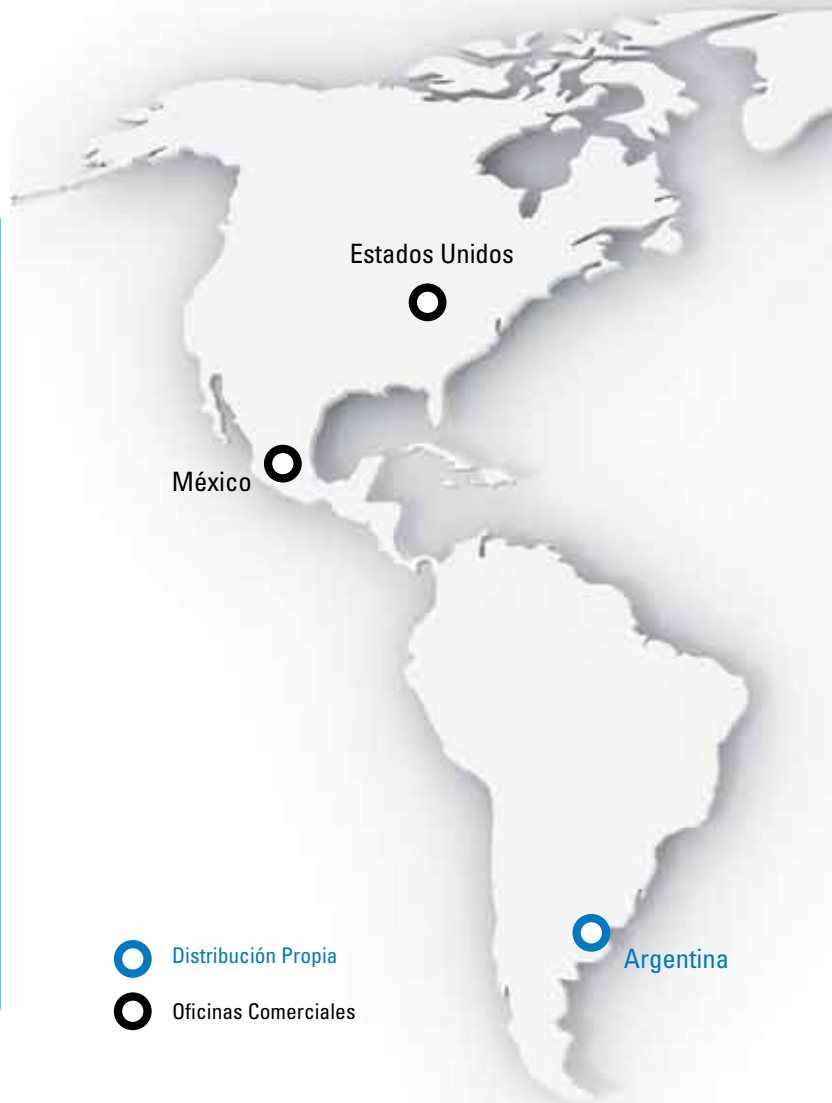 Estados Unidos
México
Argentina
Distribución Propia
Oficinas Comerciales